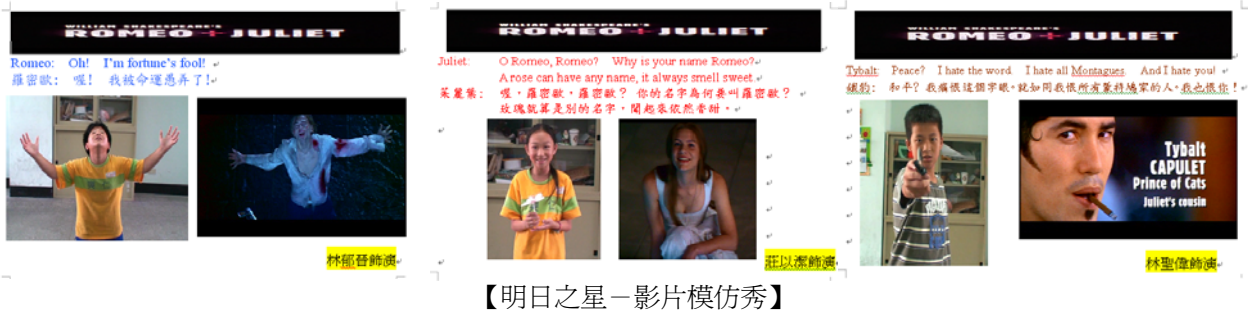 WILLIAM SHAKESPEARE'S
ROMEO + JULIET
Romeo: Oh! I'm fortune's fool!
羅密歐: 喔! 我被命運愚弄了!
林郁晉飾演
WILLIAM SHAKESPEARE'S
ROMEO + JULIET
Juliet: O Romeo, Romeo? Why is your name Romeo?
A rose can have any name, it always smell sweet
茱麗葉: 喔,羅密歐,羅密歐? 你的名字為何要叫羅密歐?
玫瑰就算是別的名字,聞起來依然香甜。
莊以潔飾演
WILLIAM SHAKESPEARE'S
ROMEO + JULIET
Tybalt: Peace? I hate the word. I hate all Montagues. And I hate you!
緹豹: 和平?我痛恨這個字眼。就如同我恨所有蒙特鳩家的人。我也恨你!
Tybalt
CAPULET
Prince of Cats
Juliet's cousin
林聖偉飾演
【明日之星－影片模仿秀】